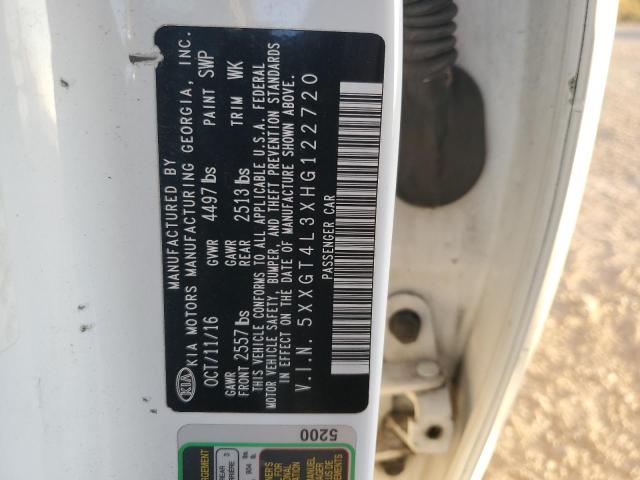 MANUFACTURED BY
KIA KIA MOTORS MANUFACTURING GEORGIA, INC.
OCT/11/16 GVWR 4497 lbs PAINT SWP
GAWR FRONT 2557 lbs GAWR REAR 2513 lbs TRIM WK
THIS VEHICLE CONFORMS TO ALL APPLICABLE U.S.A. FEDERAL
MOTOR VEHICLE SAFETY, BUMPER, AND THEFT PREVENTION STANDARDS
IN EFFECT ON THE DATE OF MANUFACTURE SHOWN ABOVE.
V.I.N. 5XXGT4L3XHG122720
PASSENGER CAR
5200